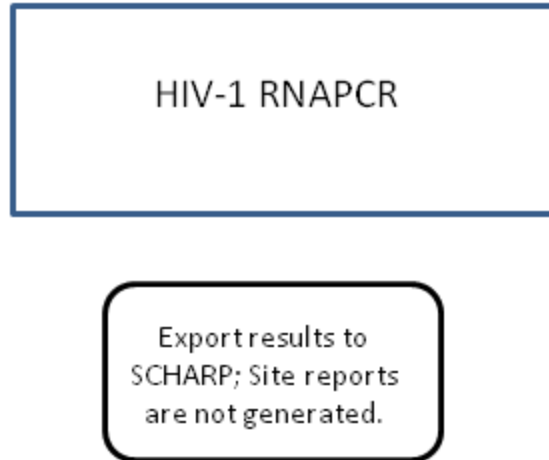 HIV-1 RNAPCR
Export results to
SCHARP; Site reports
are not generated.